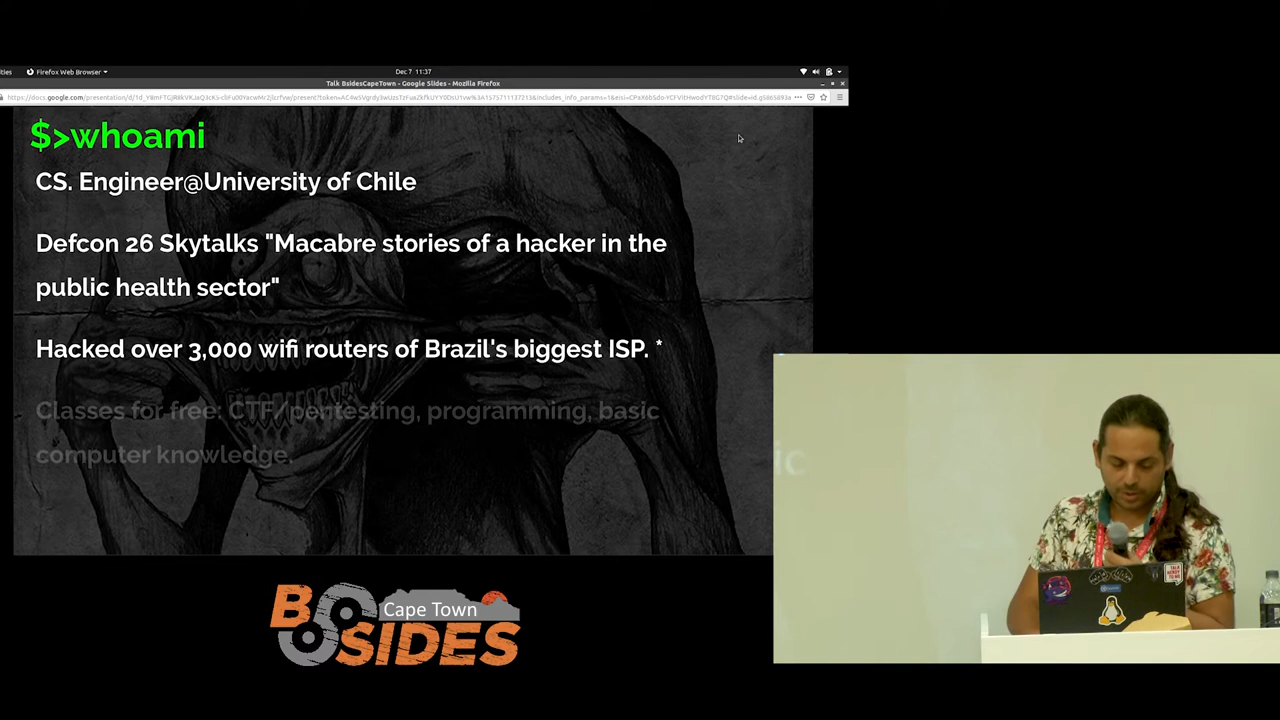 Firefox Web Browser
Dec 7 11:37
Talk BsidesCapeTown - Google Slides - Mozilla Firefox
$>whoami
CS. Engineer@University of Chile
Defcon 26 Skytalks "Macabre stories of a hacker in the
public health sector"
Hacked over 3,000 wifi routers of Brazil's biggest ISP. *
Classes for free: CTF/pentesting, programming, basic
computer knowledge.
ic
B SIDES
Cape Town